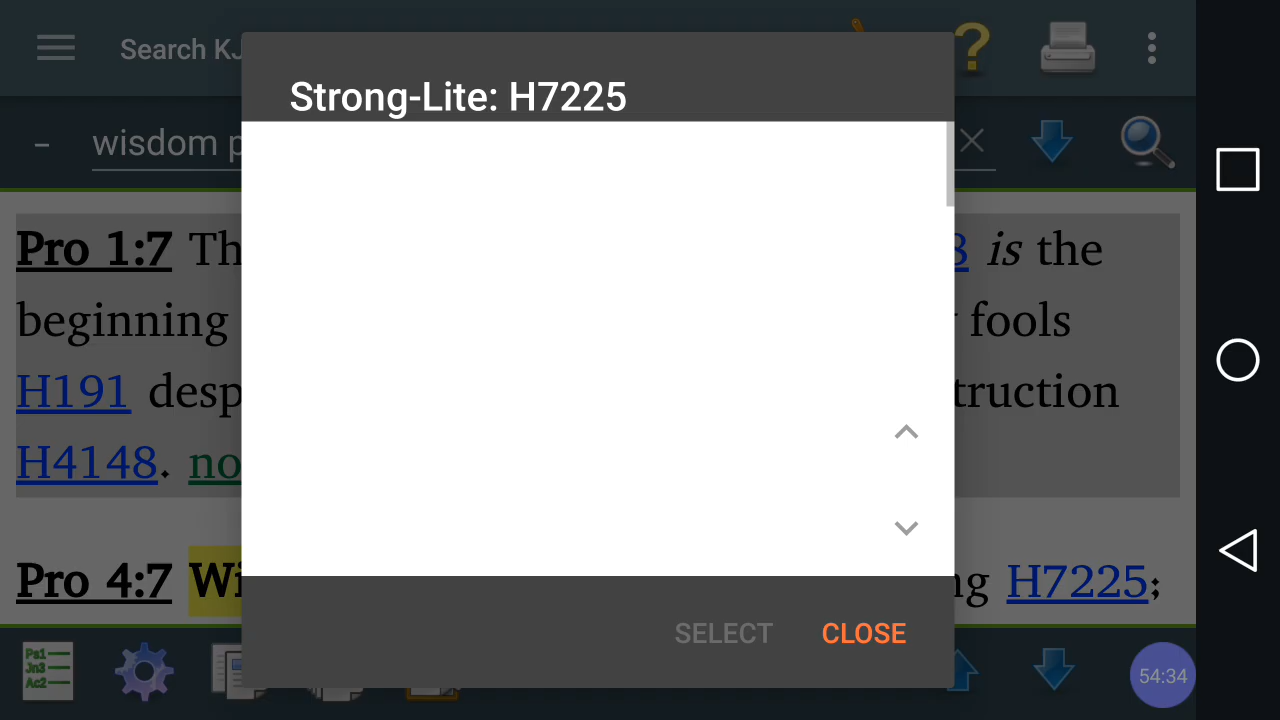 Search KJ
Strong-Lite: H7225
- wisdom
?
Pro 1:7 Th is the
beginning fools
H191 desp truction
H4148. no
Pro 4:7 Wi ng H7225;
SELECT CLOSE
Ps1
Jn3
Ac2
54:34